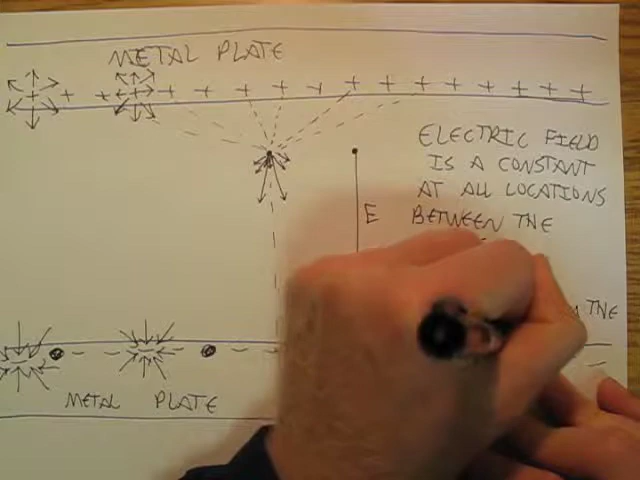 METAL PLATE
+ + + + + + + + + + + + + + + + +
ELECTRIC FIELD
IS A CONSTANT
AT ALL LOCATIONS
E
BETWEEN THE
THE
METAL PLATE